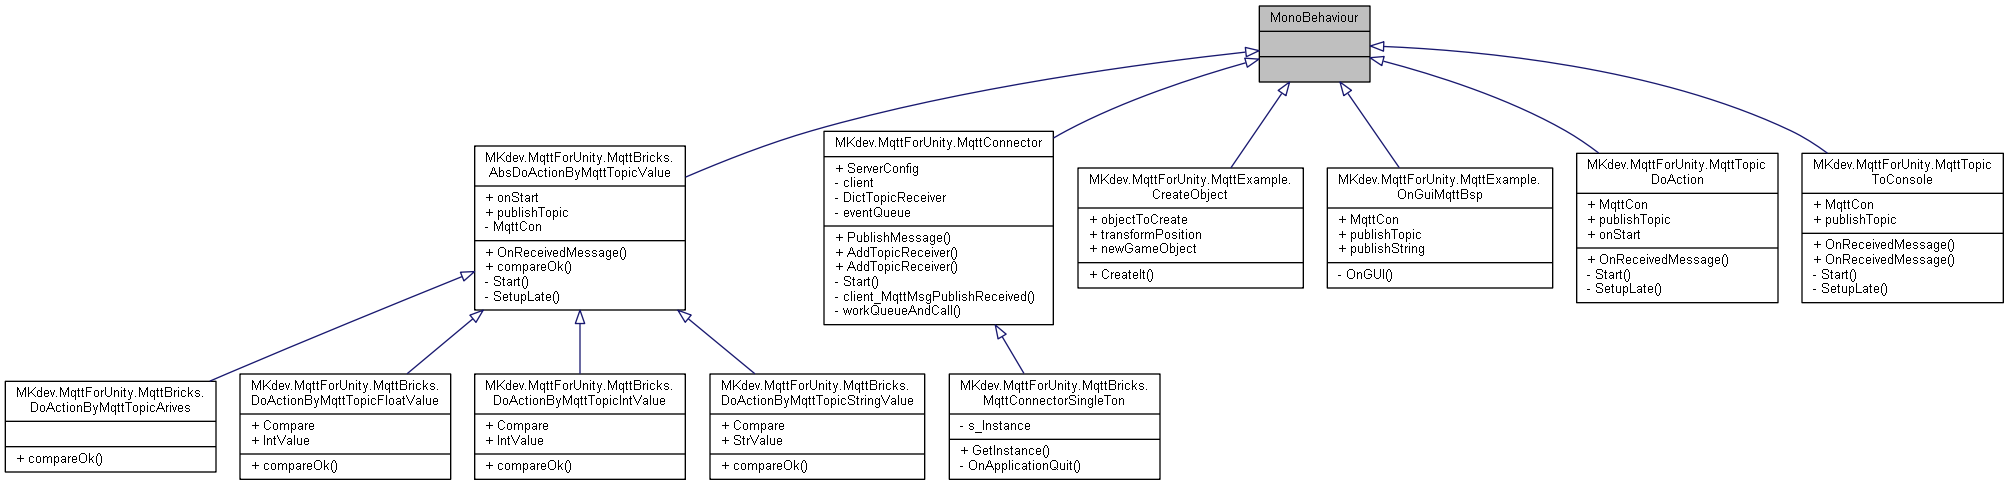 MonoBehaviour
MKdev.MqttForUnity.MqttBricks.
AbsDoActionByMqttTopicValue
+ onStart
+ publishTopic
- MqttCon
+ OnReceivedMessage()
+ compareOk()
- Start()
- SetupLate()
MKdev.MqttForUnity.MqttConnector
+ ServerConfig
- client
- DictTopicReceiver
- eventQueue
+ PublishMessage()
+ AddTopicReceiver()
+ AddTopicReceiver()
- Start()
- client_MqttMsgPublishReceived()
- workQueueAndCall()
MKdev.MqttForUnity.MqttExample.
CreateObject
+ objectToCreate
+ transformPosition
+ newGameObject
+ CreateIt()
MKdev.MqttForUnity.MqttExample.
OnGuiMqttBsp
+ MqttCon
+ publishTopic
+ publishString
- OnGUI()
MKdev.MqttForUnity.MqttTopic
DoAction
+ MqttCon
+ publishTopic
+ onStart
+ OnReceivedMessage()
- Start()
- SetupLate()
MKdev.MqttForUnity.MqttTopic
ToConsole
+ MqttCon
+ publishTopic
+ OnReceivedMessage()
+ OnReceivedMessage()
- Start()
- SetupLate()
MKdev.MqttForUnity.MqttBricks.
DoActionByMqttTopicArives
+ compareOk()
MKdev.MqttForUnity.MqttBricks.
DoActionByMqttTopicFloatValue
+ Compare
+ IntValue
+ compareOk()
MKdev.MqttForUnity.MqttBricks.
DoActionByMqttTopicIntValue
+ Compare
+ IntValue
+ compareOk()
MKdev.MqttForUnity.MqttBricks.
DoActionByMqttTopicStringValue
+ Compare
+ StrValue
+ compareOk()
MKdev.MqttForUnity.MqttBricks.
MqttConnectorSingleTon
- s_Instance
+ GetInstance()
- OnApplicationQuit()